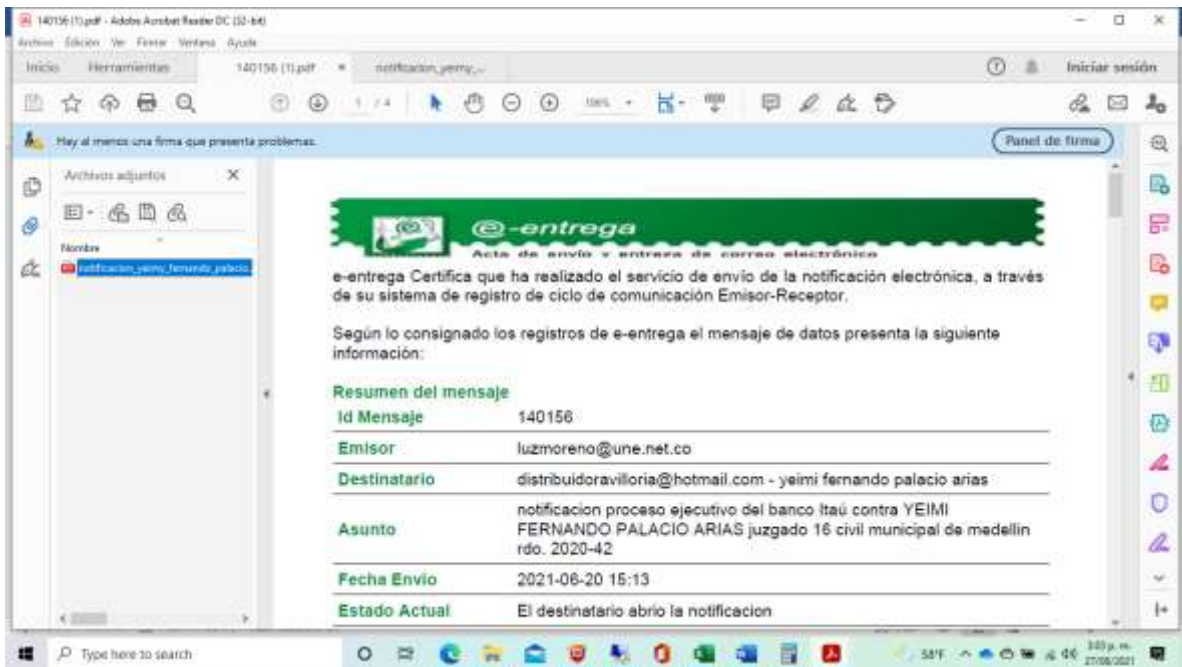 140156 (1).pdf - Adobe Acrobat Reader DC (32-bit)
Archivo Edición Ver Firmar Ventana Ayuda
Inicio Herramientas 140156 (1).pdf × notificacion_yeimy_... Iniciar sesión
1 / 4
Hay al menos una firma que presenta problemas. Panel de firma
Archivos adjuntos ×
Nombre
notificacion_yeimy_fernando_palacio
@-entrega
Acta de envío y entrega de correo electrónico
e-entrega Certifica que ha realizado el servicio de envío de la notificación electrónica, a través
de su sistema de registro de ciclo de comunicación Emisor-Receptor.
Según lo consignado los registros de e-entrega el mensaje de datos presenta la siguiente
información:
Resumen del mensaje
Id Mensaje 140156
Emisor luzmoreno@une.net.co
Destinatario distribuidoravilloria@hotmail.com - yeimi fernando palacio arias
Asunto notificacion proceso ejecutivo del banco Itaú contra YEIMI
FERNANDO PALACIO ARIAS juzgado 16 civil municipal de medellin
rdo. 2020-42
Fecha Envio 2021-06-20 15:13
Estado Actual El destinatario abrio la notificacion
Type here to search 58°F 3:03 p. m.
27/08/2021